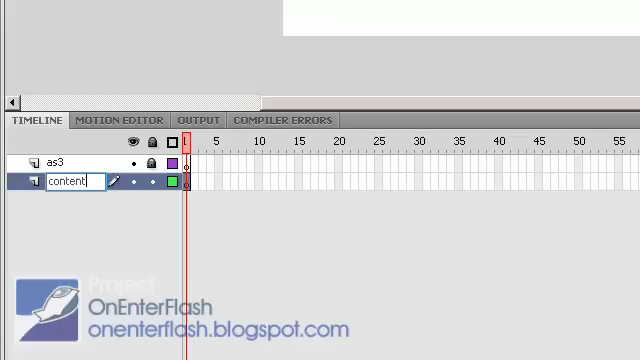 TIMELINE MOTION EDITOR OUTPUT COMPILER ERRORS
1 5 10 15 20 25 30 35 40 45 50 55
as3
content
Project
OnEnterFlash
onenterflash.blogspot.com